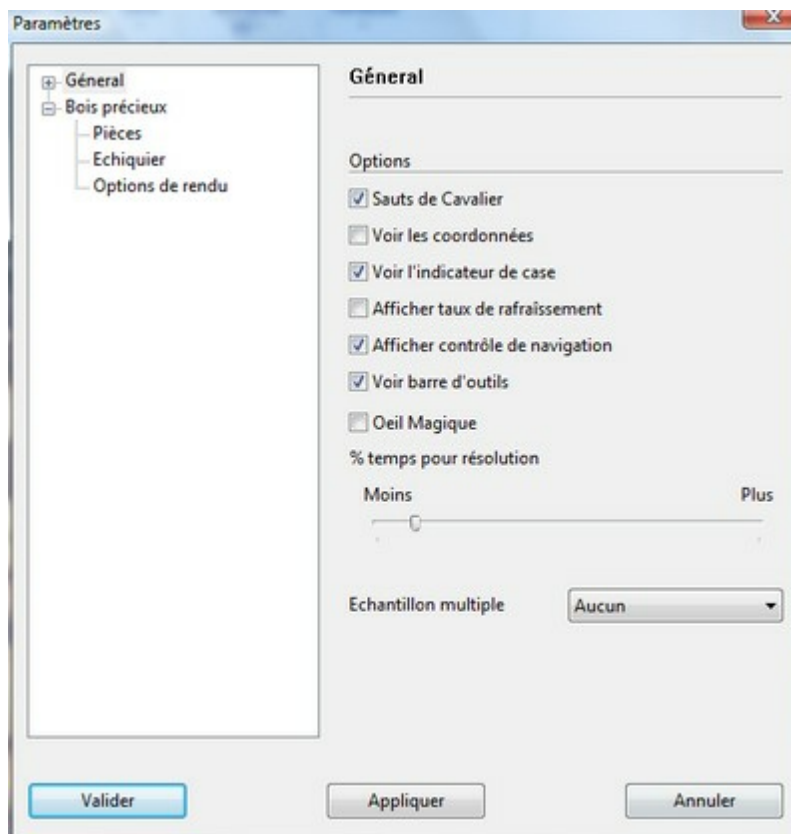 Paramètres
Géneral
Bois précieux
Pièces
Echiquier
Options de rendu
Géneral
Options
Sauts de Cavalier
Voir les coordonnées
Voir l'indicateur de case
Afficher taux de rafraîssement
Afficher contrôle de navigation
Voir barre d'outils
Oeil Magique
% temps pour résolution
Moins Plus
Echantillon multiple Aucun
Valider Appliquer Annuler